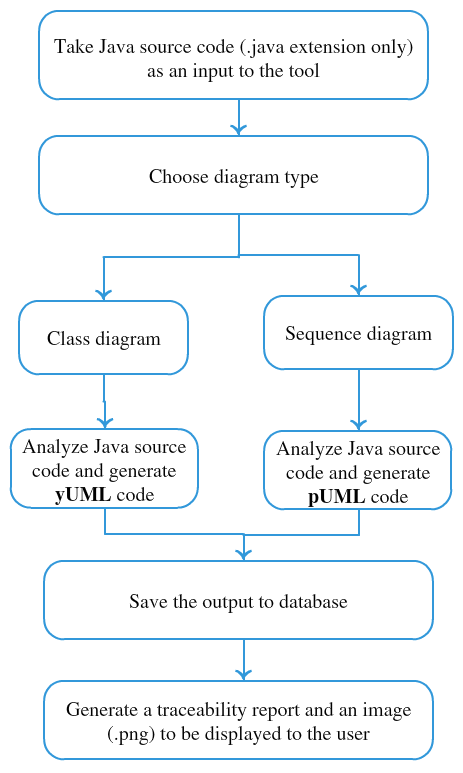 Take Java source code (.java extension only)
as an input to the tool
Choose diagram type
Class diagram
Sequence diagram
Analyze Java source
code and generate
yUML code
Analyze Java source
code and generate
pUML code
Save the output to database
Generate a traceability report and an image
(.png) to be displayed to the user